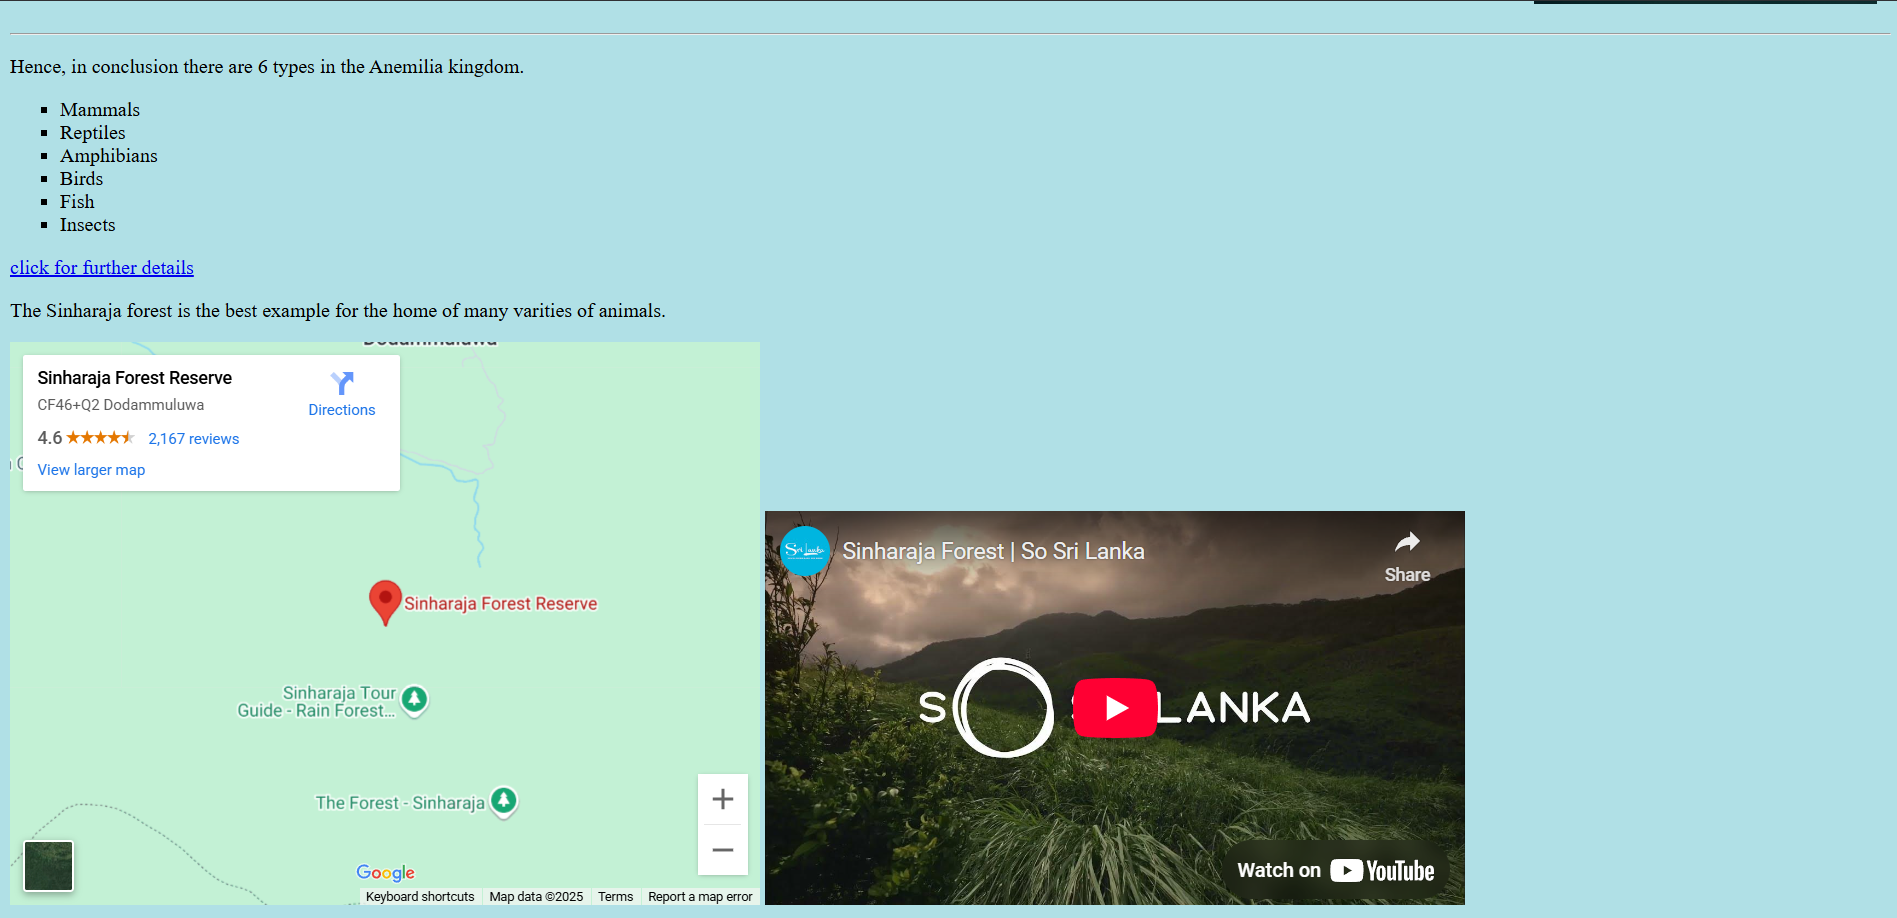 Hence, in conclusion there are 6 types in the Anemilia kingdom.
Mammals
Reptiles
Amphibians
Birds
Fish
Insects
click for further details
The Sinharaja forest is the best example for the home of many varities of animals.
Sinharaja Forest Reserve
CF46+Q2 Dodammuluwa
Directions
4.6 2,167 reviews
View larger map
Sinharaja Forest Reserve
Sinharaja Tour
Guide - Rain Forest...
The Forest - Sinharaja
Google
Keyboard shortcuts Map data ©2025 Terms Report a map error
Sri Lanka
Sinharaja Forest | So Sri Lanka
Share
SO S LANKA
Watch on YouTube